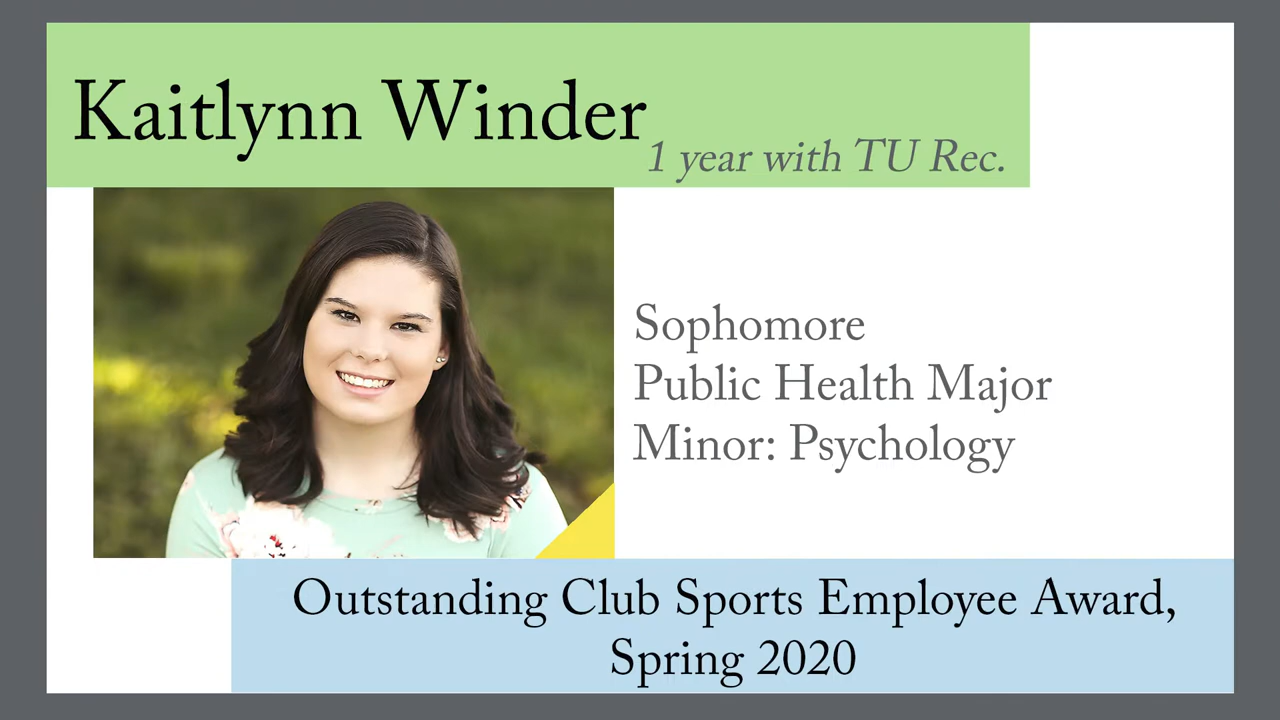 Kaitlynn Winder
1 year with TU Rec.
Sophomore
Public Health Major
Minor: Psychology
Outstanding Club Sports Employee Award,
Spring 2020